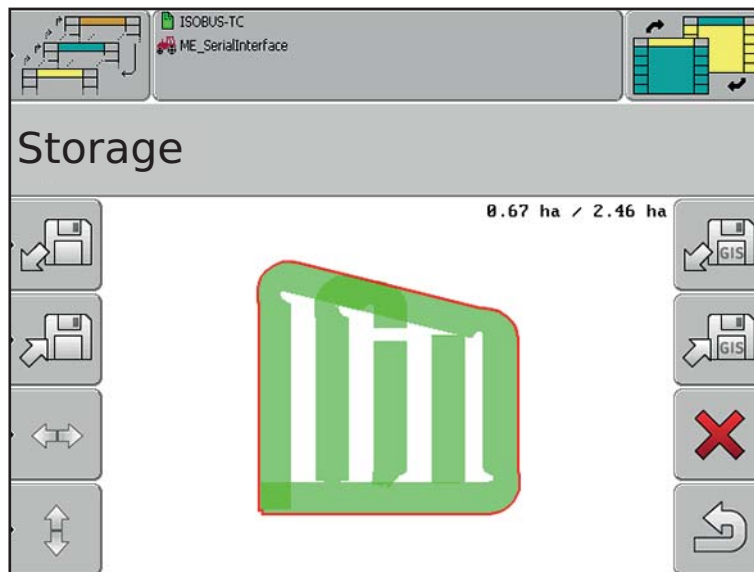 ISOBUS-TC
ME_SerialInterface
Storage
0.67 ha / 2.46 ha
GIS
GIS